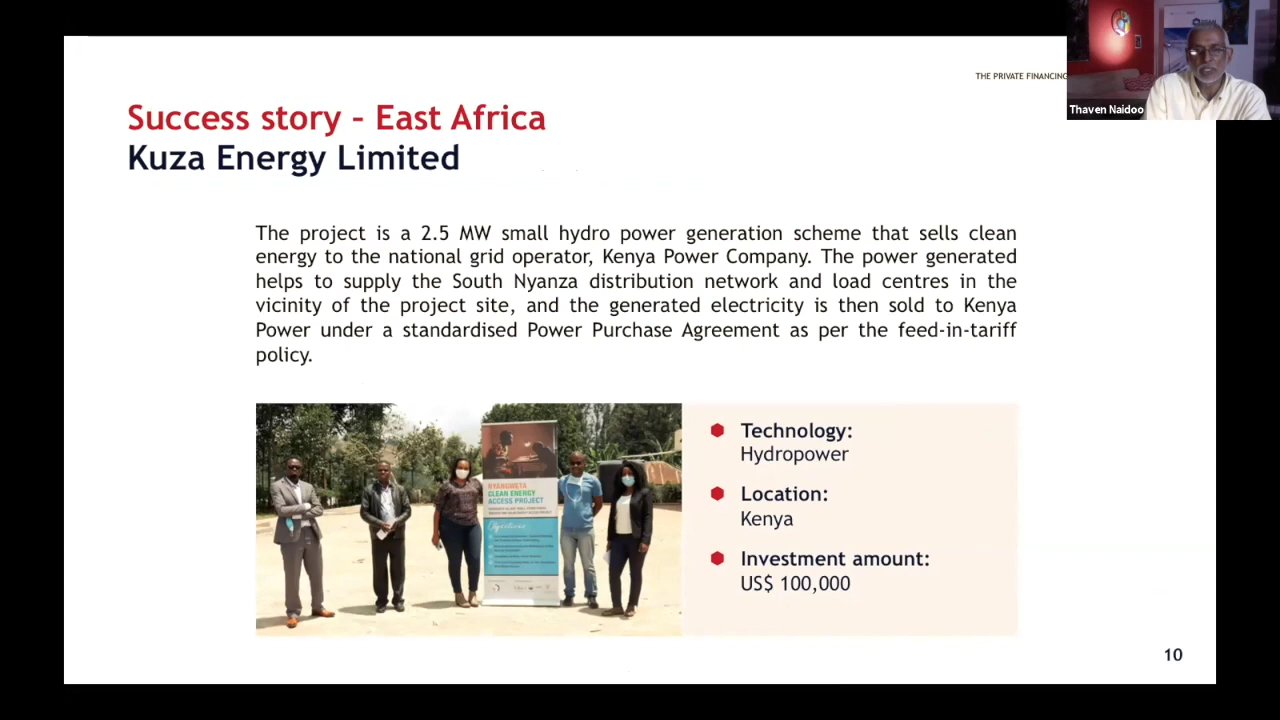 THE PRIVATE FINANCING
Thaven Naidoo
Success story – East Africa
Kuza Energy Limited
The project is a 2.5 MW small hydro power generation scheme that sells clean
energy to the national grid operator, Kenya Power Company. The power generated
helps to supply the South Nyanza distribution network and load centres in the
vicinity of the project site, and the generated electricity is then sold to Kenya
Power under a standardised Power Purchase Agreement as per the feed-in-tariff
policy.
NYANGWETA
CLEAN ENERGY
ACCESS PROJECT
Objectives
Technology:
Hydropower
Location:
Kenya
Investment amount:
US$ 100,000
10